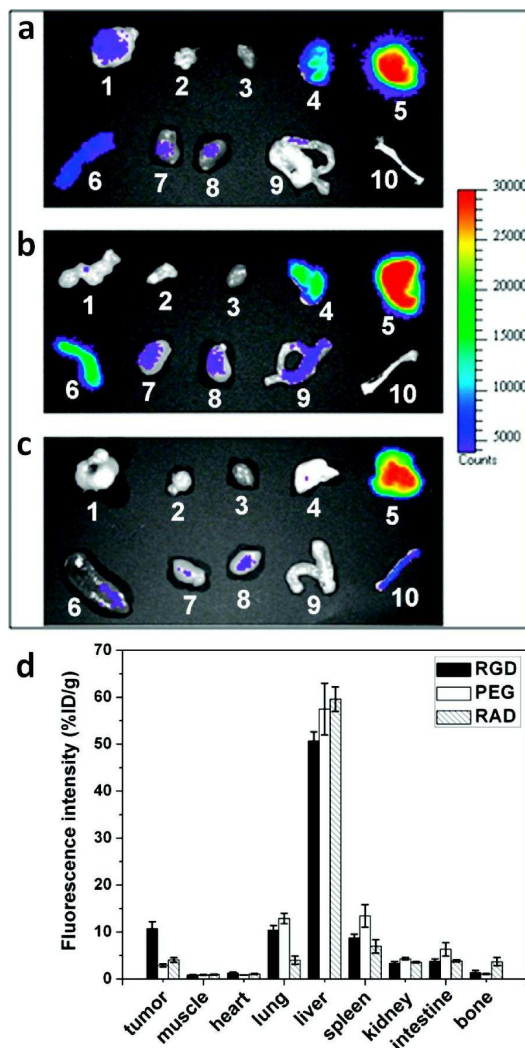 a
1 2 3 4 5
6 7 8 9 10
b
1 2 3 4 5
6 7 8 9 10
c
1 2 3 4 5
6 7 8 9 10
30000
25000
20000
15000
10000
5000
Counts
d
Fluorescence intensity (%ID/g)
70
60
50
40
30
20
10
0
RGD
PEG
RAD
tumor
muscle
heart
lung
liver
spleen
kidney
intestine
bone